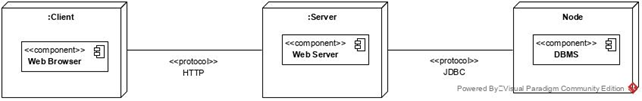 :Client
<<component>>
Web Browser
<<protocol>>
HTTP
:Server
<<component>>
Web Server
<<protocol>>
JDBC
Node
<<component>>
DBMS
Powered By Visual Paradigm Community Edition